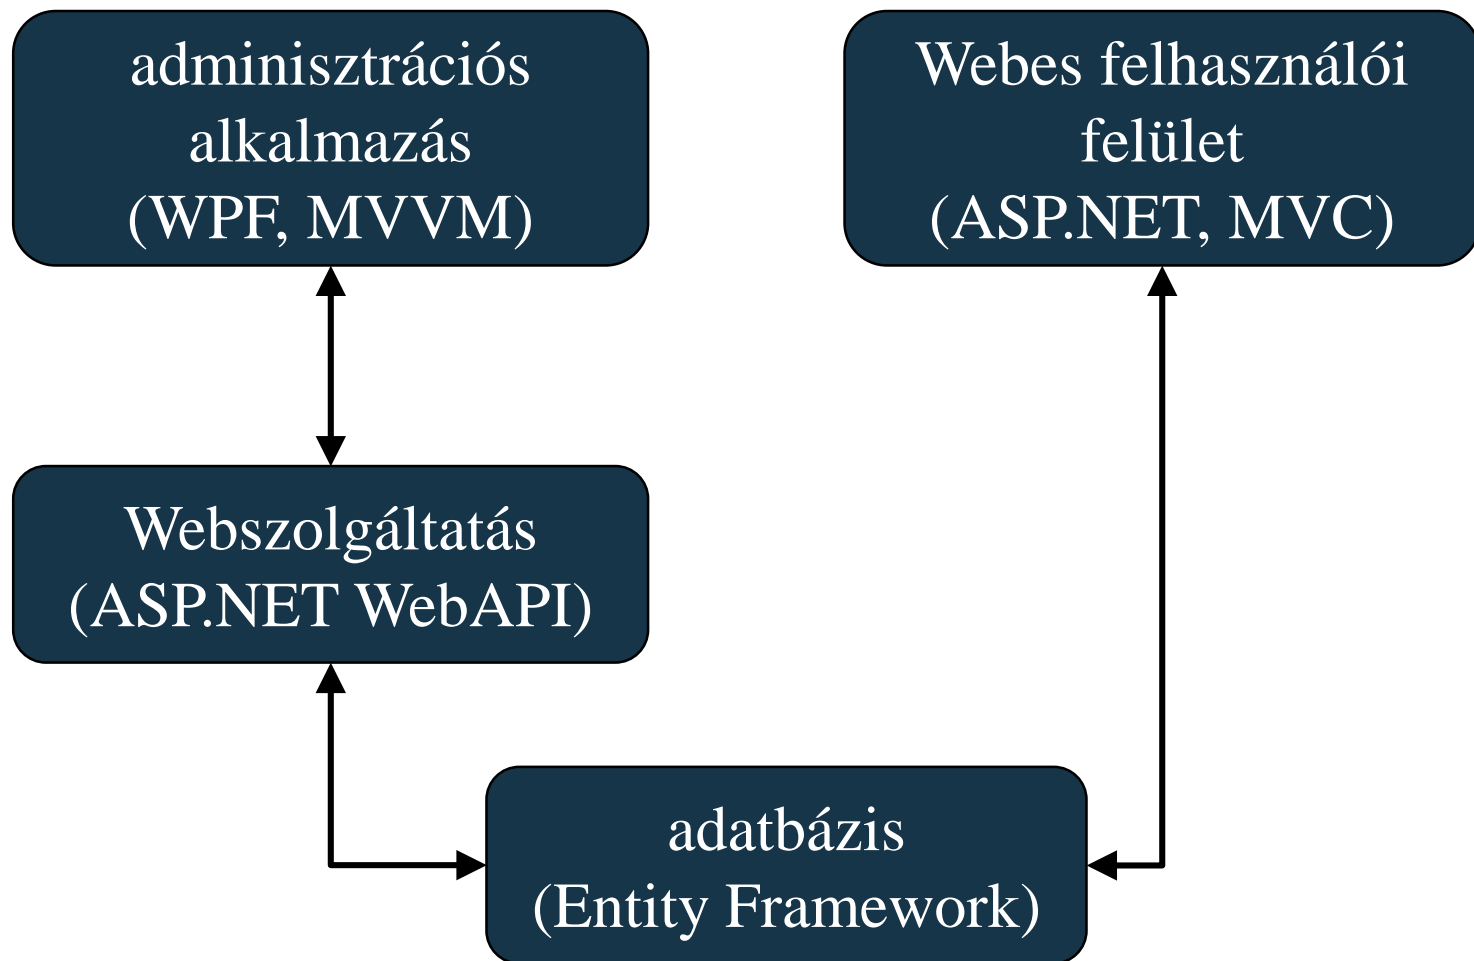 adminisztrációs
alkalmazás
(WPF, MVVM)
Webes felhasználói
felület
(ASP.NET, MVC)
Webszolgáltatás
(ASP.NET WebAPI)
adatbázis
(Entity Framework)